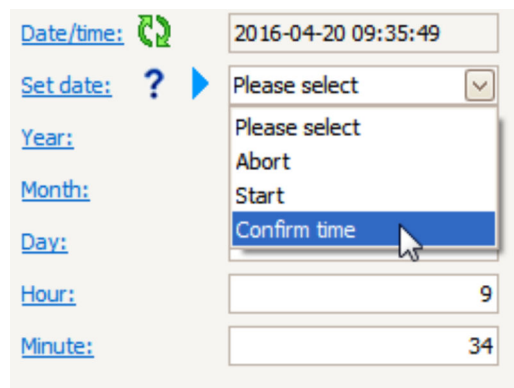 Date/time: 2016-04-20 09:35:49
Set date: ? Please select
Please select
Year:
Abort
Month:
Start
Confirm time
Day:
Hour: 9
Minute: 34